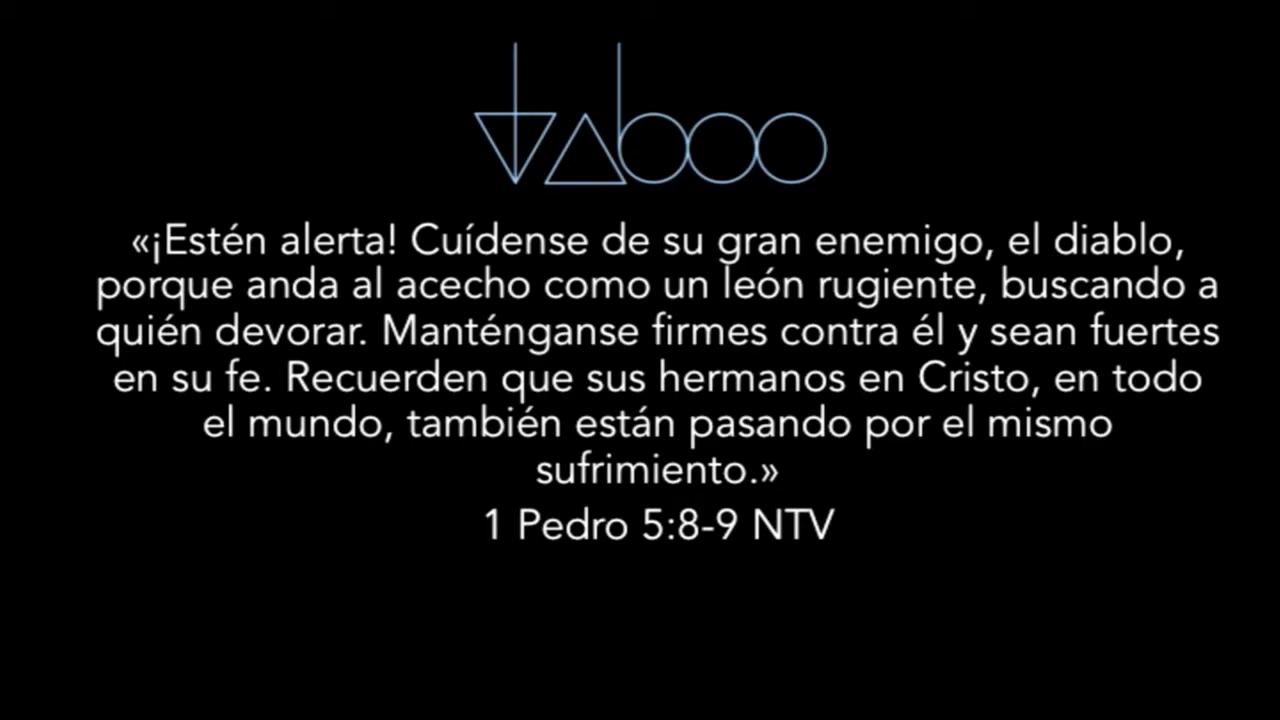 taboo
«¡Estén alerta! Cuídense de su gran enemigo, el diablo,
porque anda al acecho como un león rugiente, buscando a
quién devorar. Manténganse firmes contra él y sean fuertes
en su fe. Recuerden que sus hermanos en Cristo, en todo
el mundo, también están pasando por el mismo
sufrimiento.»
1 Pedro 5:8-9 NTV